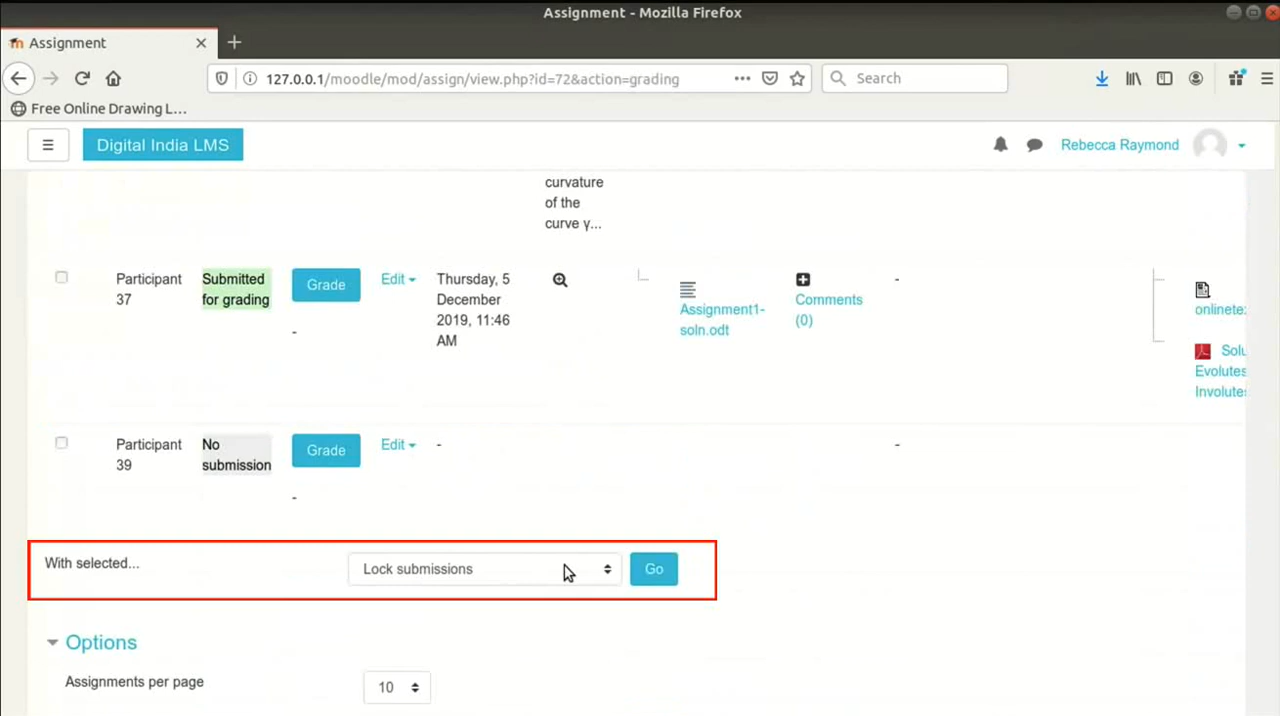 Assignment - Mozilla Firefox
Assignment
127.0.0.1/moodle/mod/assign/view.php?id=72&action=grading
Search
Free Online Drawing L...
Digital India LMS
Rebecca Raymond
curvature
of the
curve γ...
Participant
37
Submitted
for grading
Grade
-
Edit
Thursday, 5
December
2019, 11:46
AM
Assignment1-
soln.odt
Comments
(0)
-
onlinete
Solu
Evolutes
Involute
Participant
39
No
submission
Grade
-
Edit
-
-
With selected...
Lock submissions
Go
Options
Assignments per page
10